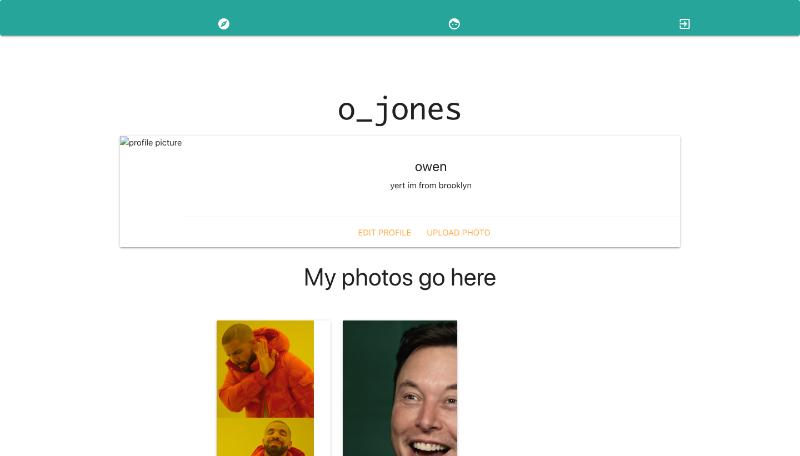 o_jones
profile picture
owen
yert im from brooklyn
EDIT PROFILE
UPLOAD PHOTO
My photos go here